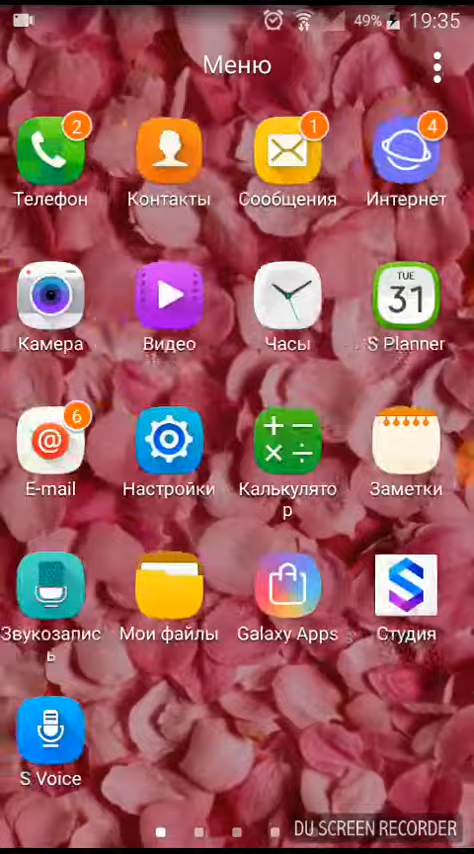 49% 19:35
Меню
2
1
4
Телефон
Контакты
Сообщения
Интернет
TUE
31
Камера
Видео
Часы
S Planner
6
@
E-mail
Настройки
Калькулято
р
Заметки
Звукозапис
ь
Мои файлы
Galaxy Apps
Студия
S Voice
DU SCREEN RECORDER